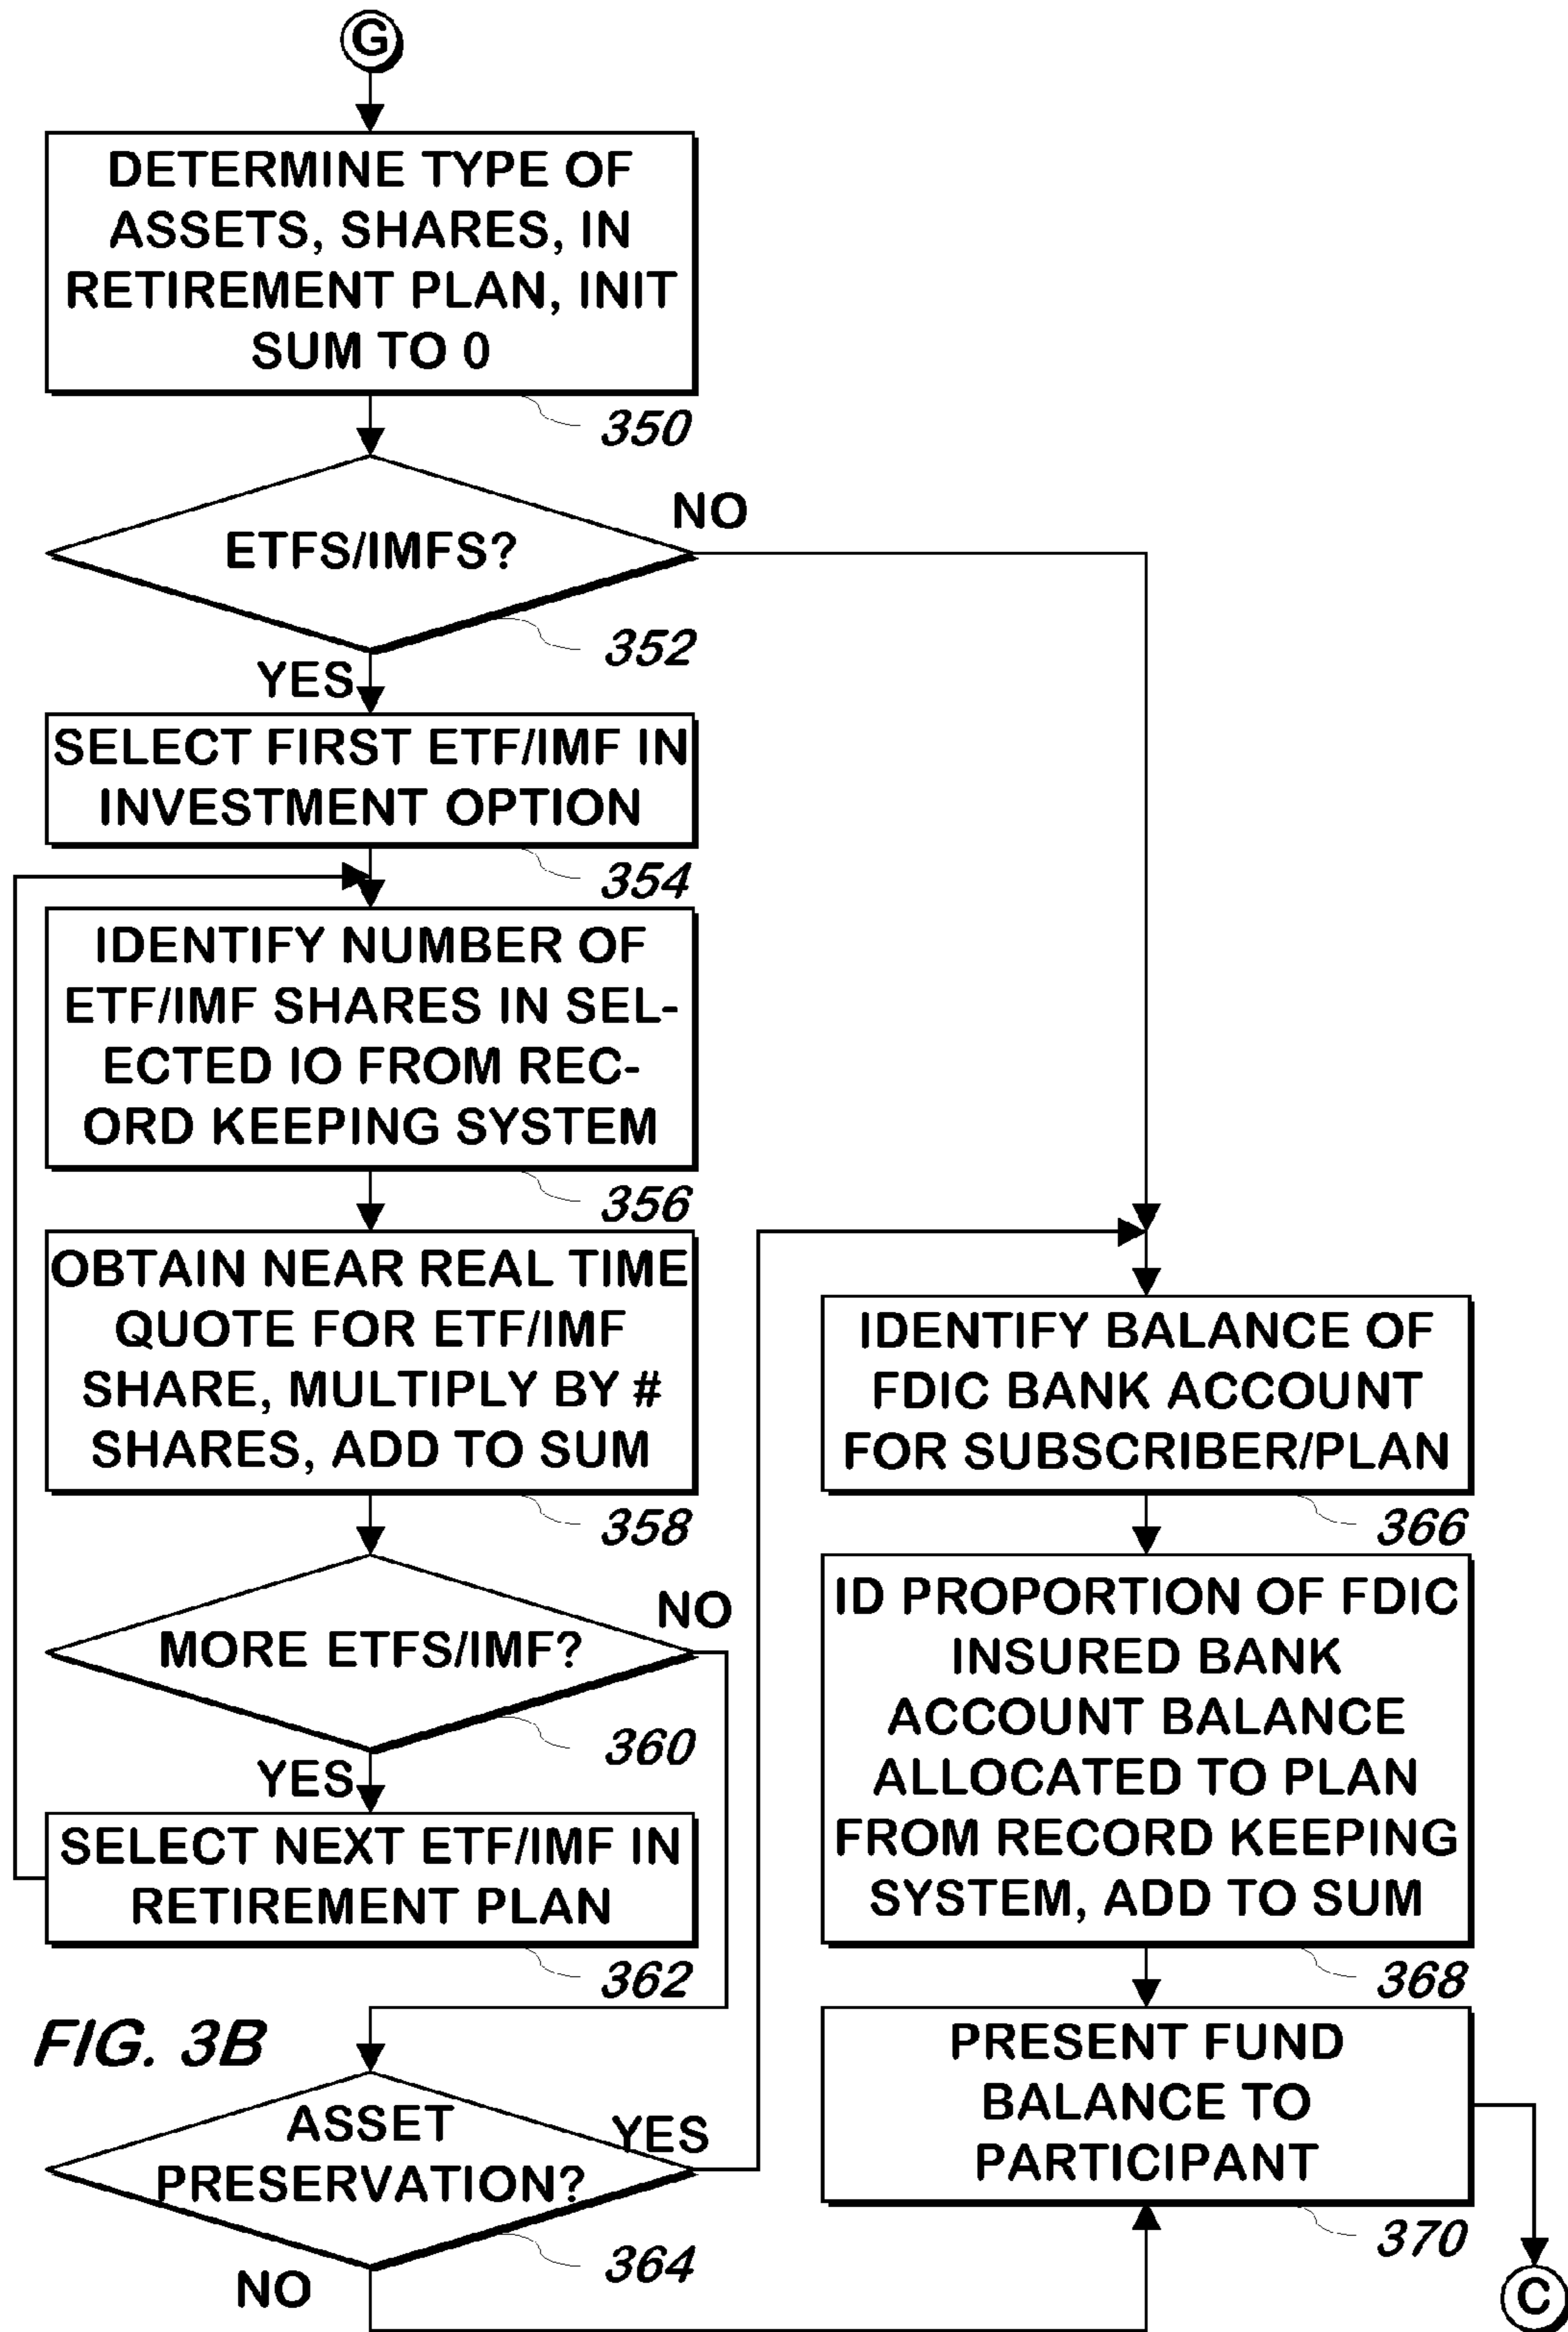 G
DETERMINE TYPE OF
ASSETS, SHARES, IN
RETIREMENT PLAN, INIT
SUM TO 0
350
ETFS/IMFS?
NO
352
YES
SELECT FIRST ETF/IMF IN
INVESTMENT OPTION
354
IDENTIFY NUMBER OF
ETF/IMF SHARES IN SEL-
ECTED IO FROM REC-
ORD KEEPING SYSTEM
356
OBTAIN NEAR REAL TIME
QUOTE FOR ETF/IMF
SHARE, MULTIPLY BY #
SHARES, ADD TO SUM
358
MORE ETFS/IMF?
NO
360
YES
SELECT NEXT ETF/IMF IN
RETIREMENT PLAN
362
FIG. 3B
ASSET
PRESERVATION?
YES
364
NO
IDENTIFY BALANCE OF
FDIC BANK ACCOUNT
FOR SUBSCRIBER/PLAN
366
ID PROPORTION OF FDIC
INSURED BANK
ACCOUNT BALANCE
ALLOCATED TO PLAN
FROM RECORD KEEPING
SYSTEM, ADD TO SUM
368
PRESENT FUND
BALANCE TO
PARTICIPANT
370
C